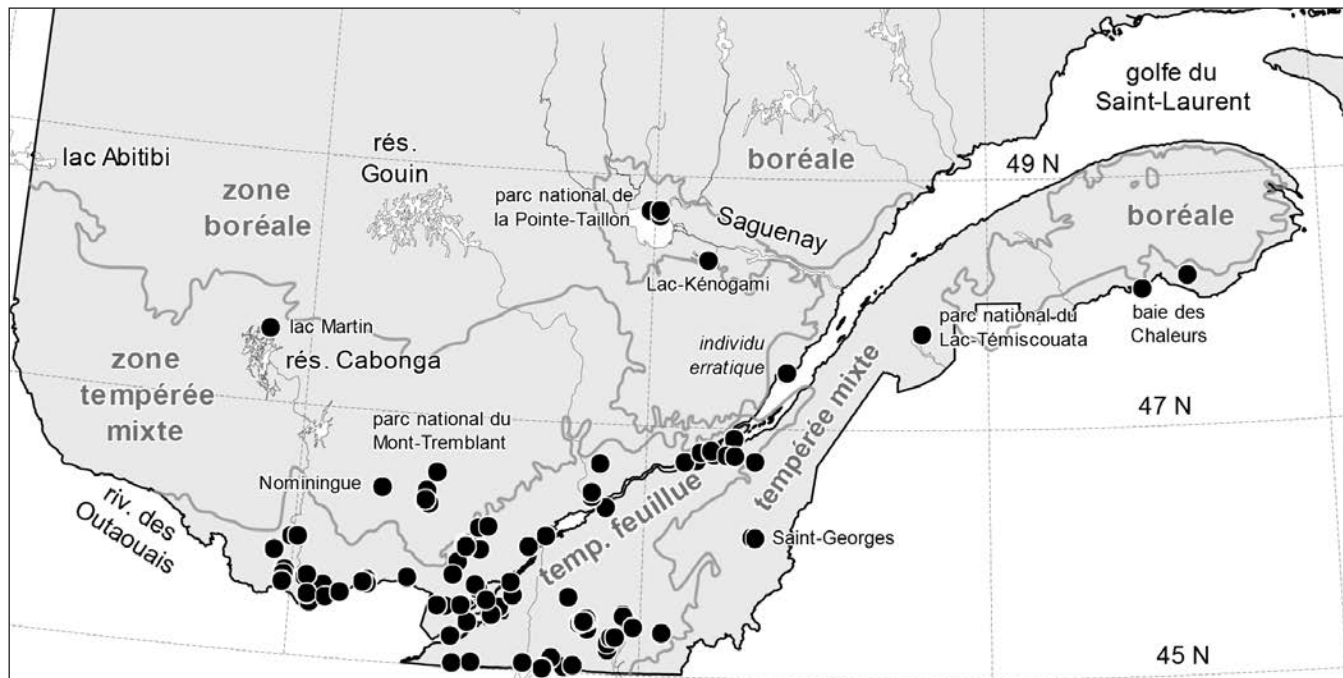 golfe du
Saint-Laurent
lac Abitibi
rés.
Gouin
boréale
49 N
zone
boréale
parc national de
la Pointe-Taillon
Saguenay
boréale
Lac-Kénogami
lac Martin
rés. Cabonga
individu
erratique
parc national du
Lac-Témiscouata
baie des
Chaleurs
zone
tempérée
mixte
parc national du
Mont-Tremblant
tempérée mixte
47 N
Nominingue
riv. des
Outaouais
temp. feuillue
Saint-Georges
45 N